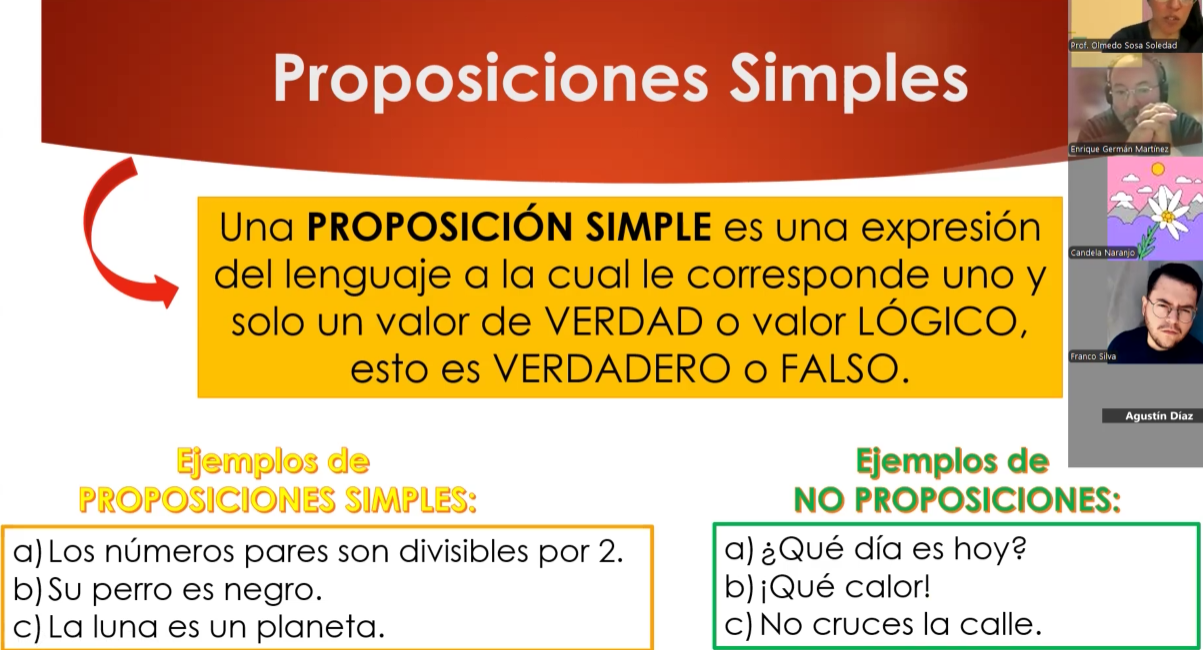 Proposiciones Simples
Una PROPOSICIÓN SIMPLE es una expresión
del lenguaje a la cual le corresponde uno y
solo un valor de VERDAD o valor LÓGICO,
esto es VERDADERO o FALSO.
Ejemplos de
PROPOSICIONES SIMPLES:
a) Los números pares son divisibles por 2.
b) Su perro es negro.
c) La luna es un planeta.
Ejemplos de
NO PROPOSICIONES:
a) ¿Qué día es hoy?
b) ¡Qué calor!
c) No cruces la calle.
Prof. Olmedo Sosa Soledad
Enrique Germán Martínez
Candela Naranjo
Franco Silva
Agustín Díaz